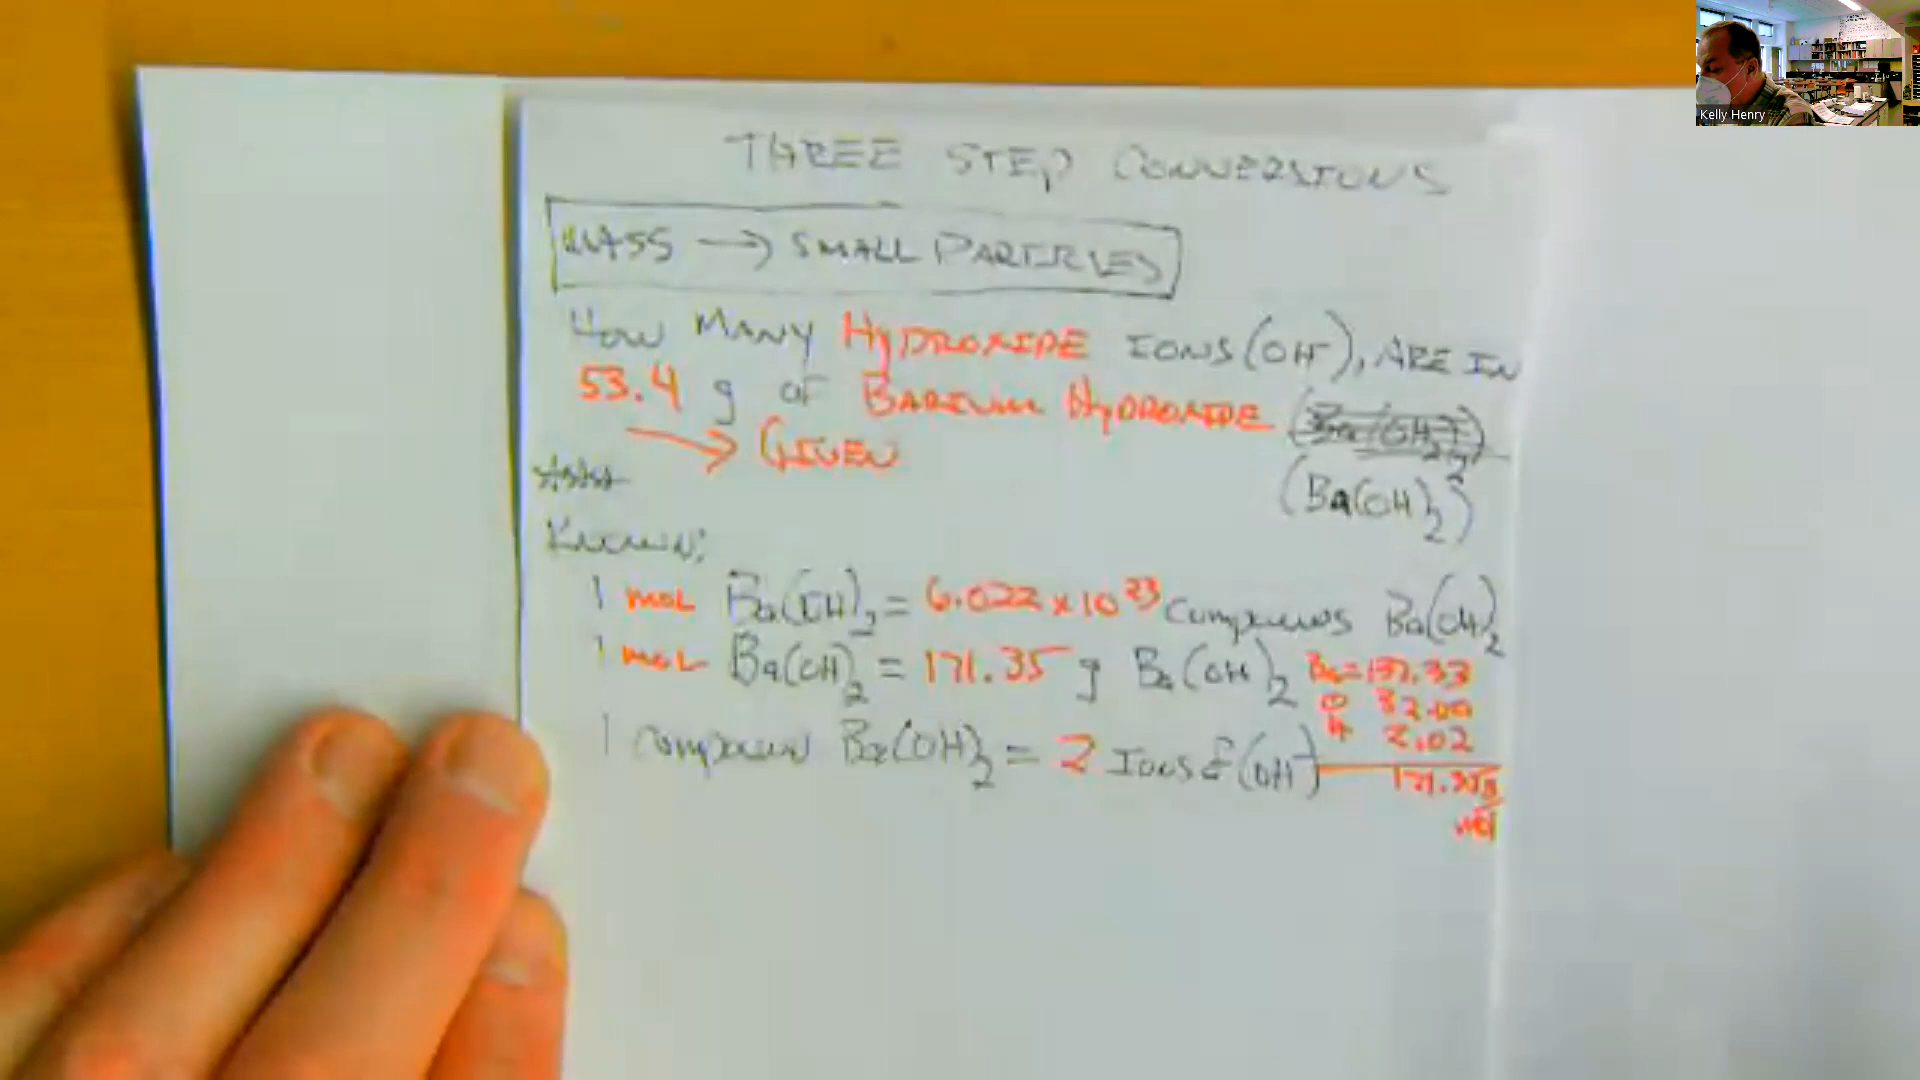 THREE STEP CONVERSIONS
MASS → SMALL PARTICLES
HOW MANY HYDROXIDE IONS (OH⁻), ARE IN
53.4 g OF BARIUM HYDROXIDE
→ GIVEN
(Ba(OH)₂)
KNOWN:
1 MOL Ba(OH)₂ = 6.022 x 10²³ COMPOUNDS Ba(OH)₂
1 MOL Ba(OH)₂ = 171.35 g Ba(OH)₂
Ba = 137.33
O 32.00
H 2.02
171.35 g
mol
1 COMPOUND Ba(OH)₂ = 2 IONS OF (OH⁻)
Kelly Henry